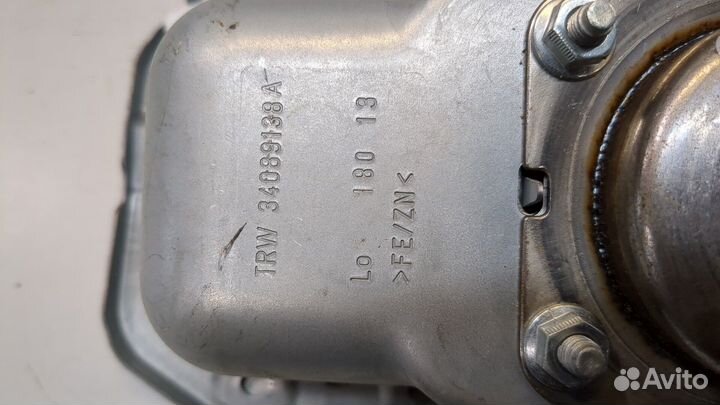 TRW 34089138A
Lo 180 13
>FE/ZN<
Avito